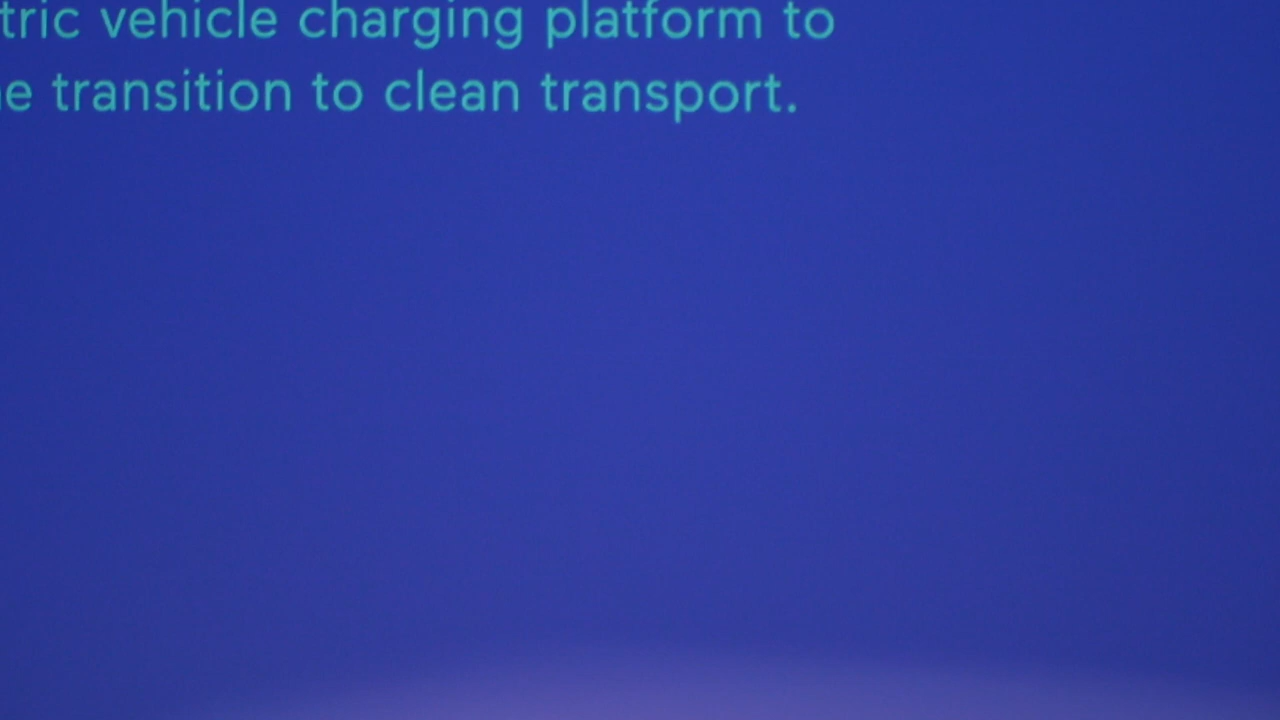 tric vehicle charging platform to
e transition to clean transport.